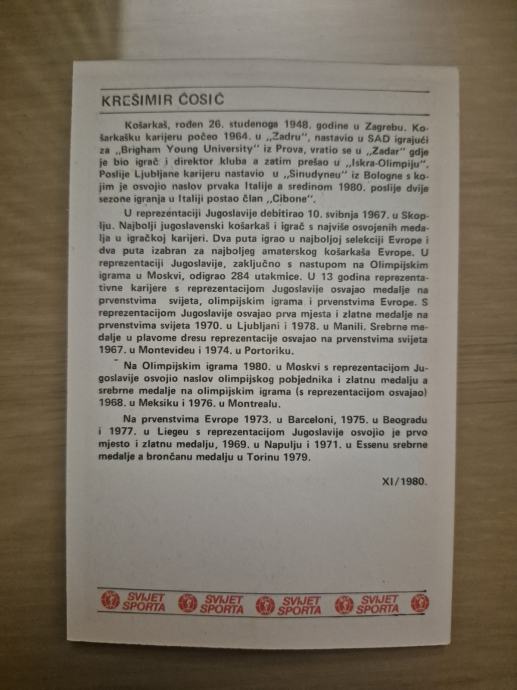 KREŠIMIR ĆOSIĆ
Košarkaš, rođen 26. studenoga 1948. godine u Zagrebu. Ko-
šarkašku karijeru počeo 1964. u „Zadru", nastavio u SAD igrajući
za „Brigham Young University" iz Prova, vratio se u „Zadar" gdje
je bio igrač i direktor kluba a zatim prešao u „Iskra-Olimpiju".
Poslije Ljubljane karijeru nastavio u „Sinudyneu" iz Bologne s ko-
jim je osvojio naslov prvaka Italije a sredinom 1980. poslije dvije
sezone igranja u Italiji postao član „Cibone".
U reprezentaciji Jugoslavije debitirao 10. svibnja 1967. u Skop-
lju. Najbolji jugoslavenski košarkaš i igrač s najviše osvojenih meda-
lja u igračkoj karijeri. Dva puta igrao u najboljoj selekciji Evrope i
dva puta izabran za najboljeg amaterskog košarkaša Evrope. U
reprezentaciji Jugoslavije, zaključno s nastupom na Olimpijskim
igrama u Moskvi, odigrao 284 utakmice. U 13 godina reprezenta-
tivne karijere s reprezentacijom Jugoslavije osvajao medalje na
prvenstvima svijeta, olimpijskim igrama i prvenstvima Evrope. S
reprezentacijom Jugoslavije osvajao prva mjesta i zlatne medalje na
prvenstvima svijeta 1970. u Ljubljani i 1978. u Manili. Srebrne me-
dalje u plavome dresu reprezentacije osvajao na prvenstvima svijeta
1967. u Montevideu i 1974. u Portoriku.
Na Olimpijskim igrama 1980. u Moskvi s reprezentacijom Ju-
goslavije osvojio naslov olimpijskog pobjednika i zlatnu medalju a
srebrne medalje na olimpijskim igrama (s reprezentacijom osvajao)
1968. u Meksiku i 1976. u Montrealu.
Na prvenstvima Evrope 1973. u Barceloni, 1975. u Beogradu
i 1977. u Liegeu s reprezentacijom Jugoslavije osvojio je prvo
mjesto i zlatnu medalju, 1969. u Napulju i 1971. u Essenu srebrne
medalje a brončanu medalju u Torinu 1979.
XI/1980.
SVIJET SPORTA SVIJET SPORTA SVIJET SPORTA SVIJET SPORTA